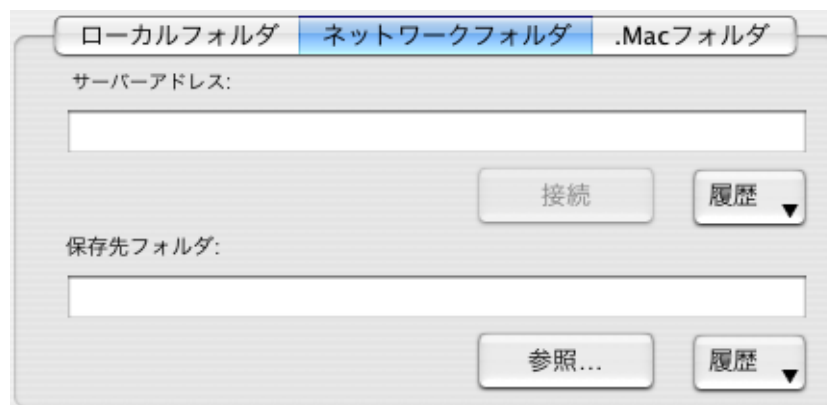 ローカルフォルダ ネットワークフォルダ .Macフォルダ
サーバーアドレス:
接続 履歴
保存先フォルダ:
参照... 履歴